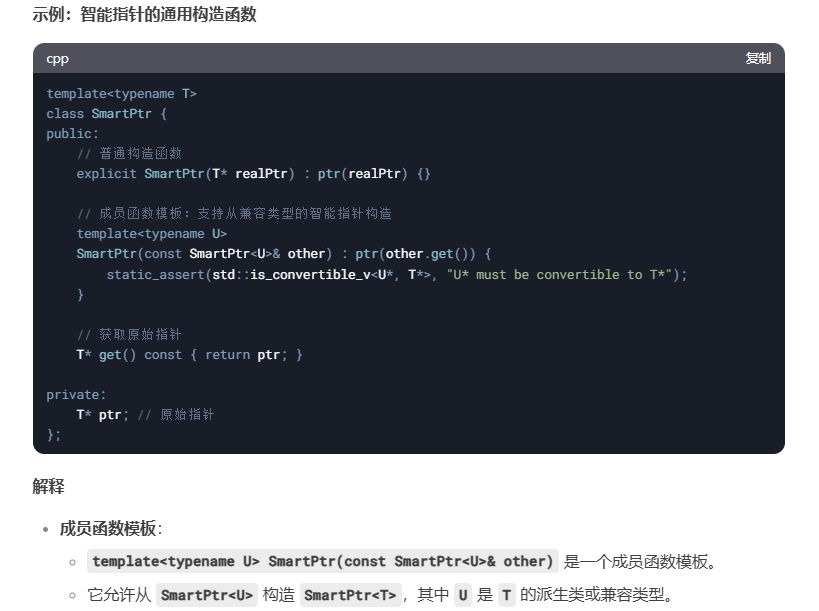 示例：智能指针的通用构造函数
cpp 复制
template<typename T>
class SmartPtr {
public:
    // 普通构造函数
    explicit SmartPtr(T* realPtr) : ptr(realPtr) {}
    // 成员函数模板：支持从兼容类型的智能指针构造
    template<typename U>
    SmartPtr(const SmartPtr<U>& other) : ptr(other.get()) {
        static_assert(std::is_convertible_v<U*, T*>, "U* must be convertible to T*");
    }
    // 获取原始指针
    T* get() const { return ptr; }
private:
    T* ptr; // 原始指针
};
解释
• 成员函数模板：
○ template<typename U> SmartPtr(const SmartPtr<U>& other) 是一个成员函数模板。
○ 它允许从 SmartPtr<U> 构造 SmartPtr<T>，其中 U 是 T 的派生类或兼容类型。